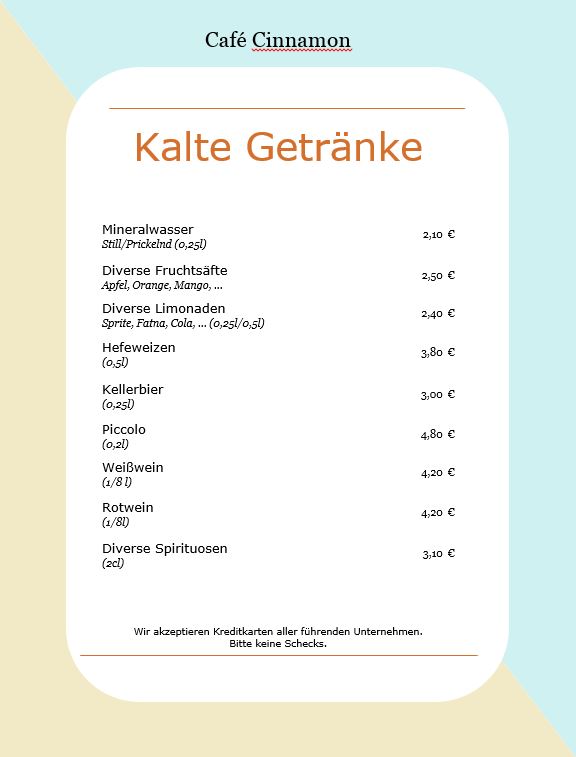 Café Cinnamon
Kalte Getränke
Mineralwasser
Still/Prickelnd (0,25l)
2,10 €
Diverse Fruchtsäfte
Apfel, Orange, Mango, ...
2,50 €
Diverse Limonaden
Sprite, Fatna, Cola, ... (0,25l/0,5l)
2,40 €
Hefeweizen
(0,5l)
3,80 €
Kellerbier
(0,25l)
3,00 €
Piccolo
(0,2l)
4,80 €
Weißwein
(1/8 l)
4,20 €
Rotwein
(1/8l)
4,20 €
Diverse Spirituosen
(2cl)
3,10 €
Wir akzeptieren Kreditkarten aller führenden Unternehmen.
Bitte keine Schecks.